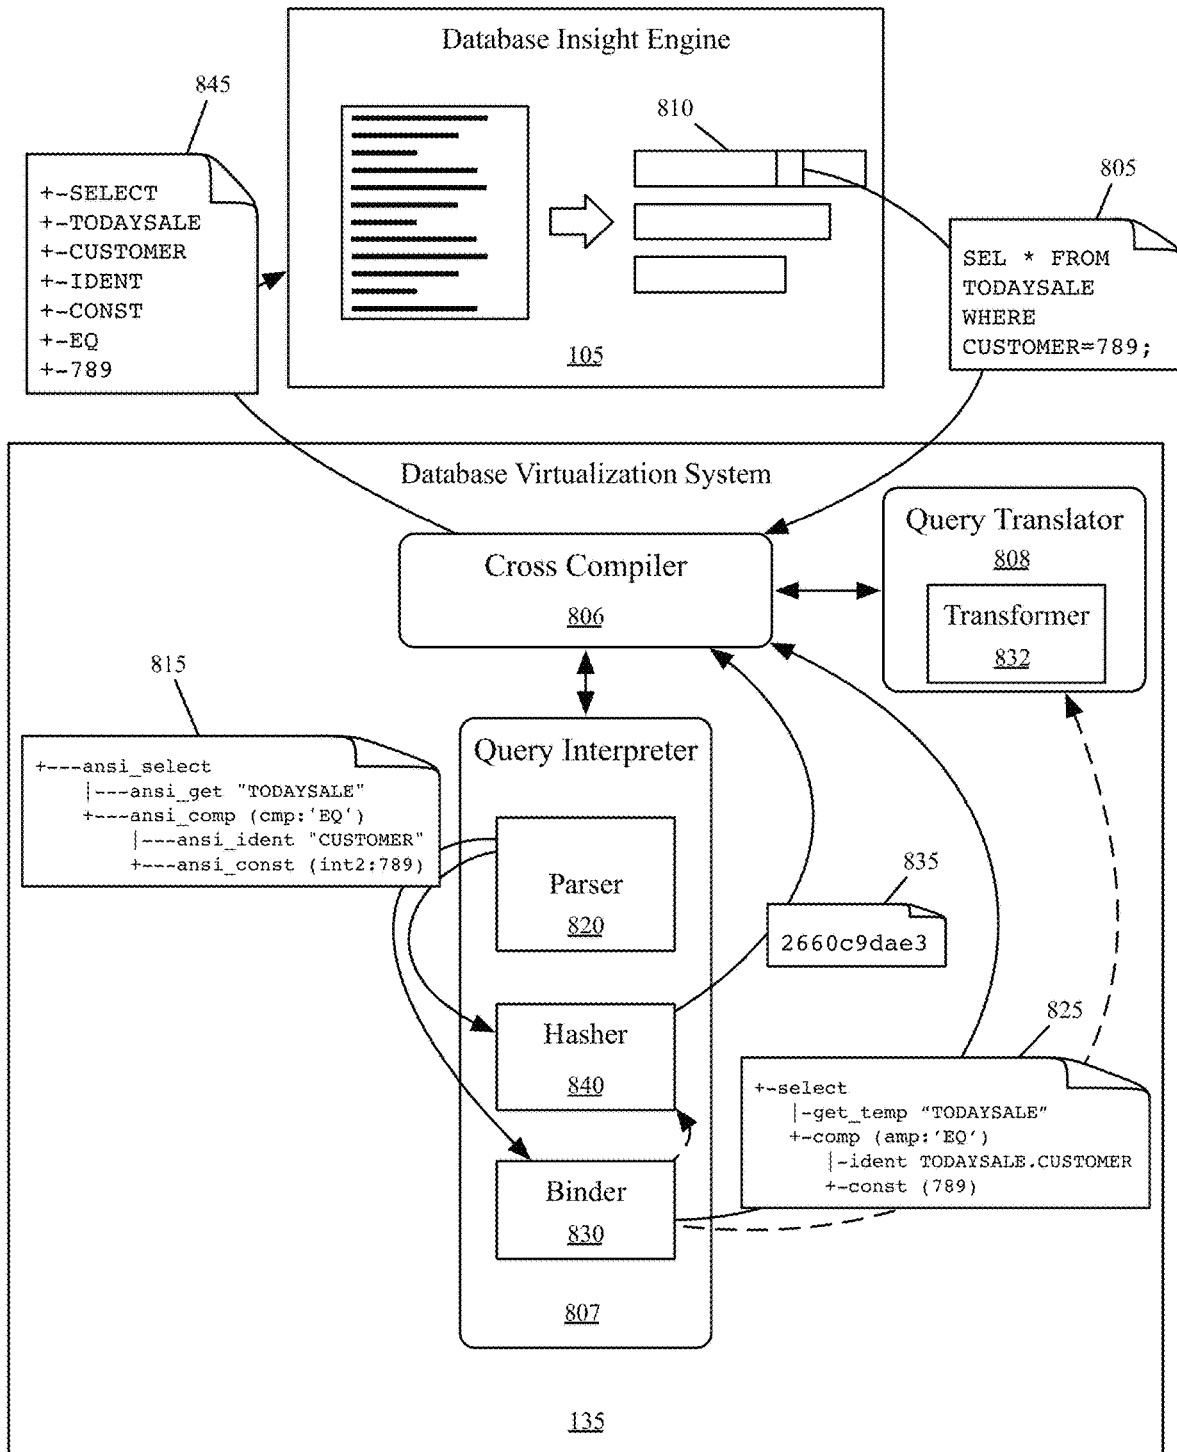 Database Insight Engine
845
810
805
+-SELECT
+-TODAYSALE
+-CUSTOMER
+-IDENT
+-CONST
+-EQ
+-789
SEL * FROM
TODAYSALE
WHERE
CUSTOMER=789;
105
Database Virtualization System
Query Translator
808
Transformer
832
Cross Compiler
806
815
+---ansi_select
|---ansi_get "TODAYSALE"
+---ansi_comp (cmp:'EQ')
|---ansi_ident "CUSTOMER"
+---ansi_const (int2:789)
Query Interpreter
Parser
820
835
2660c9dae3
Hasher
840
825
+-select
|-get_temp "TODAYSALE"
+-comp (amp:'EQ')
|-ident TODAYSALE.CUSTOMER
+-const (789)
Binder
830
807
135